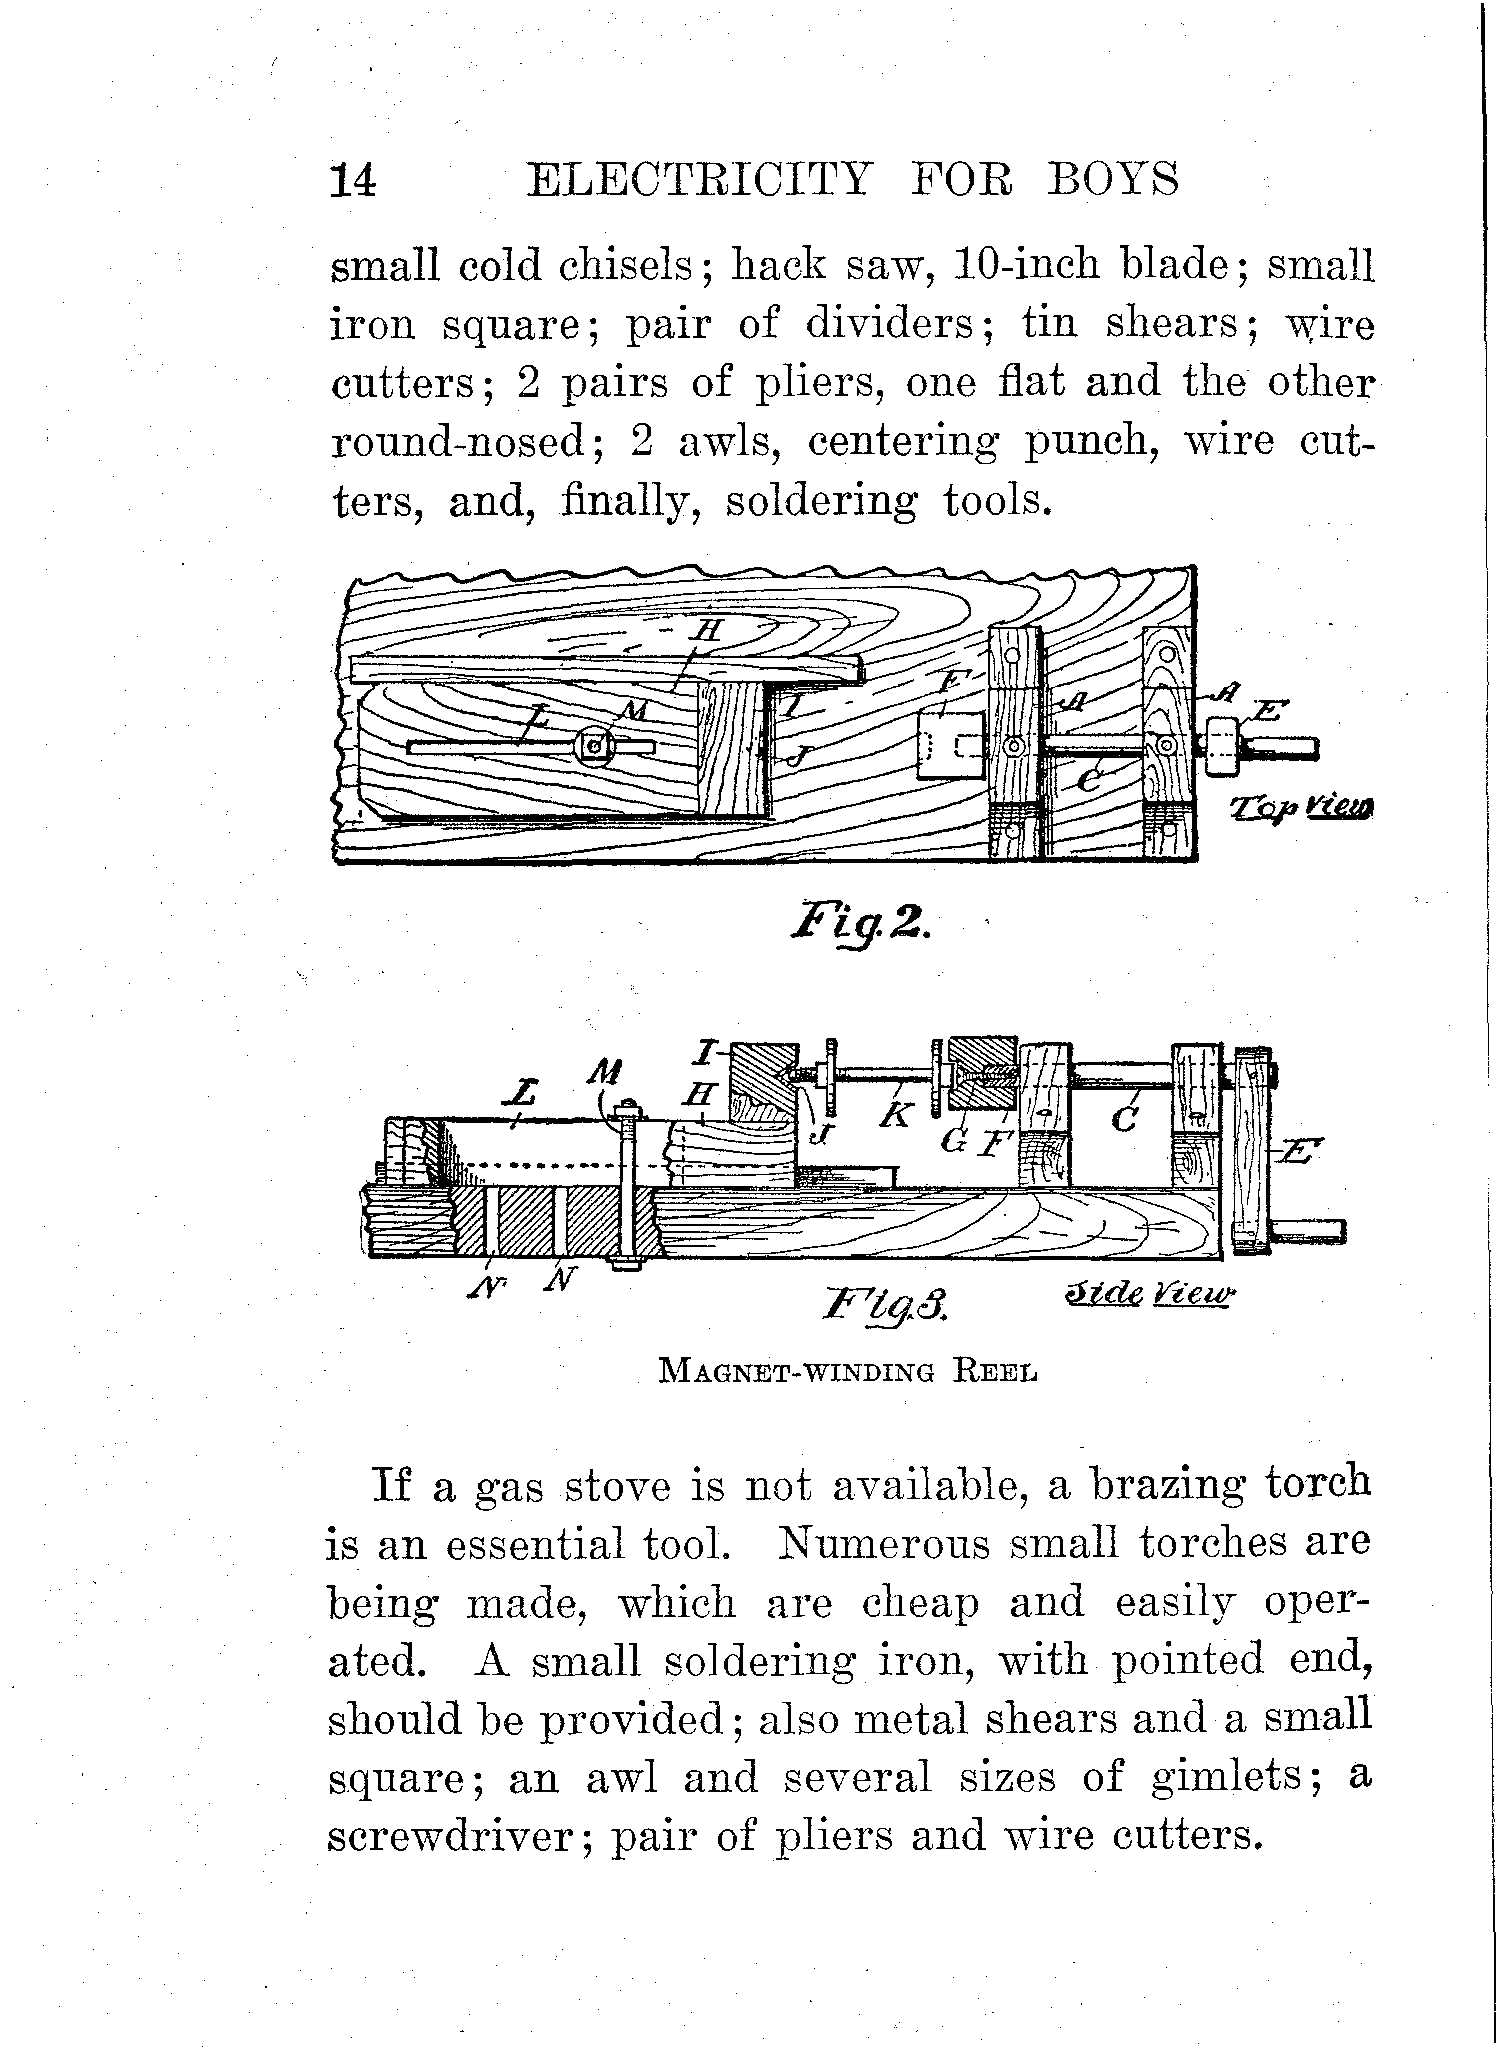 14 ELECTRICITY FOR BOYS
small cold chisels; hack saw, 10-inch blade; small
iron square; pair of dividers; tin shears; wire
cutters; 2 pairs of pliers, one flat and the other
round-nosed; 2 awls, centering punch, wire cut-
ters, and, finally, soldering tools.
H
F
A
A
E
L
M
I
J
C
Top View
Fig. 2.
I
M
L
H
K
J
G
F
C
E
N
N
Fig. 3.
Side View
MAGNET-WINDING REEL
If a gas stove is not available, a brazing torch
is an essential tool. Numerous small torches are
being made, which are cheap and easily oper-
ated. A small soldering iron, with pointed end,
should be provided; also metal shears and a small
square; an awl and several sizes of gimlets; a
screwdriver; pair of pliers and wire cutters.